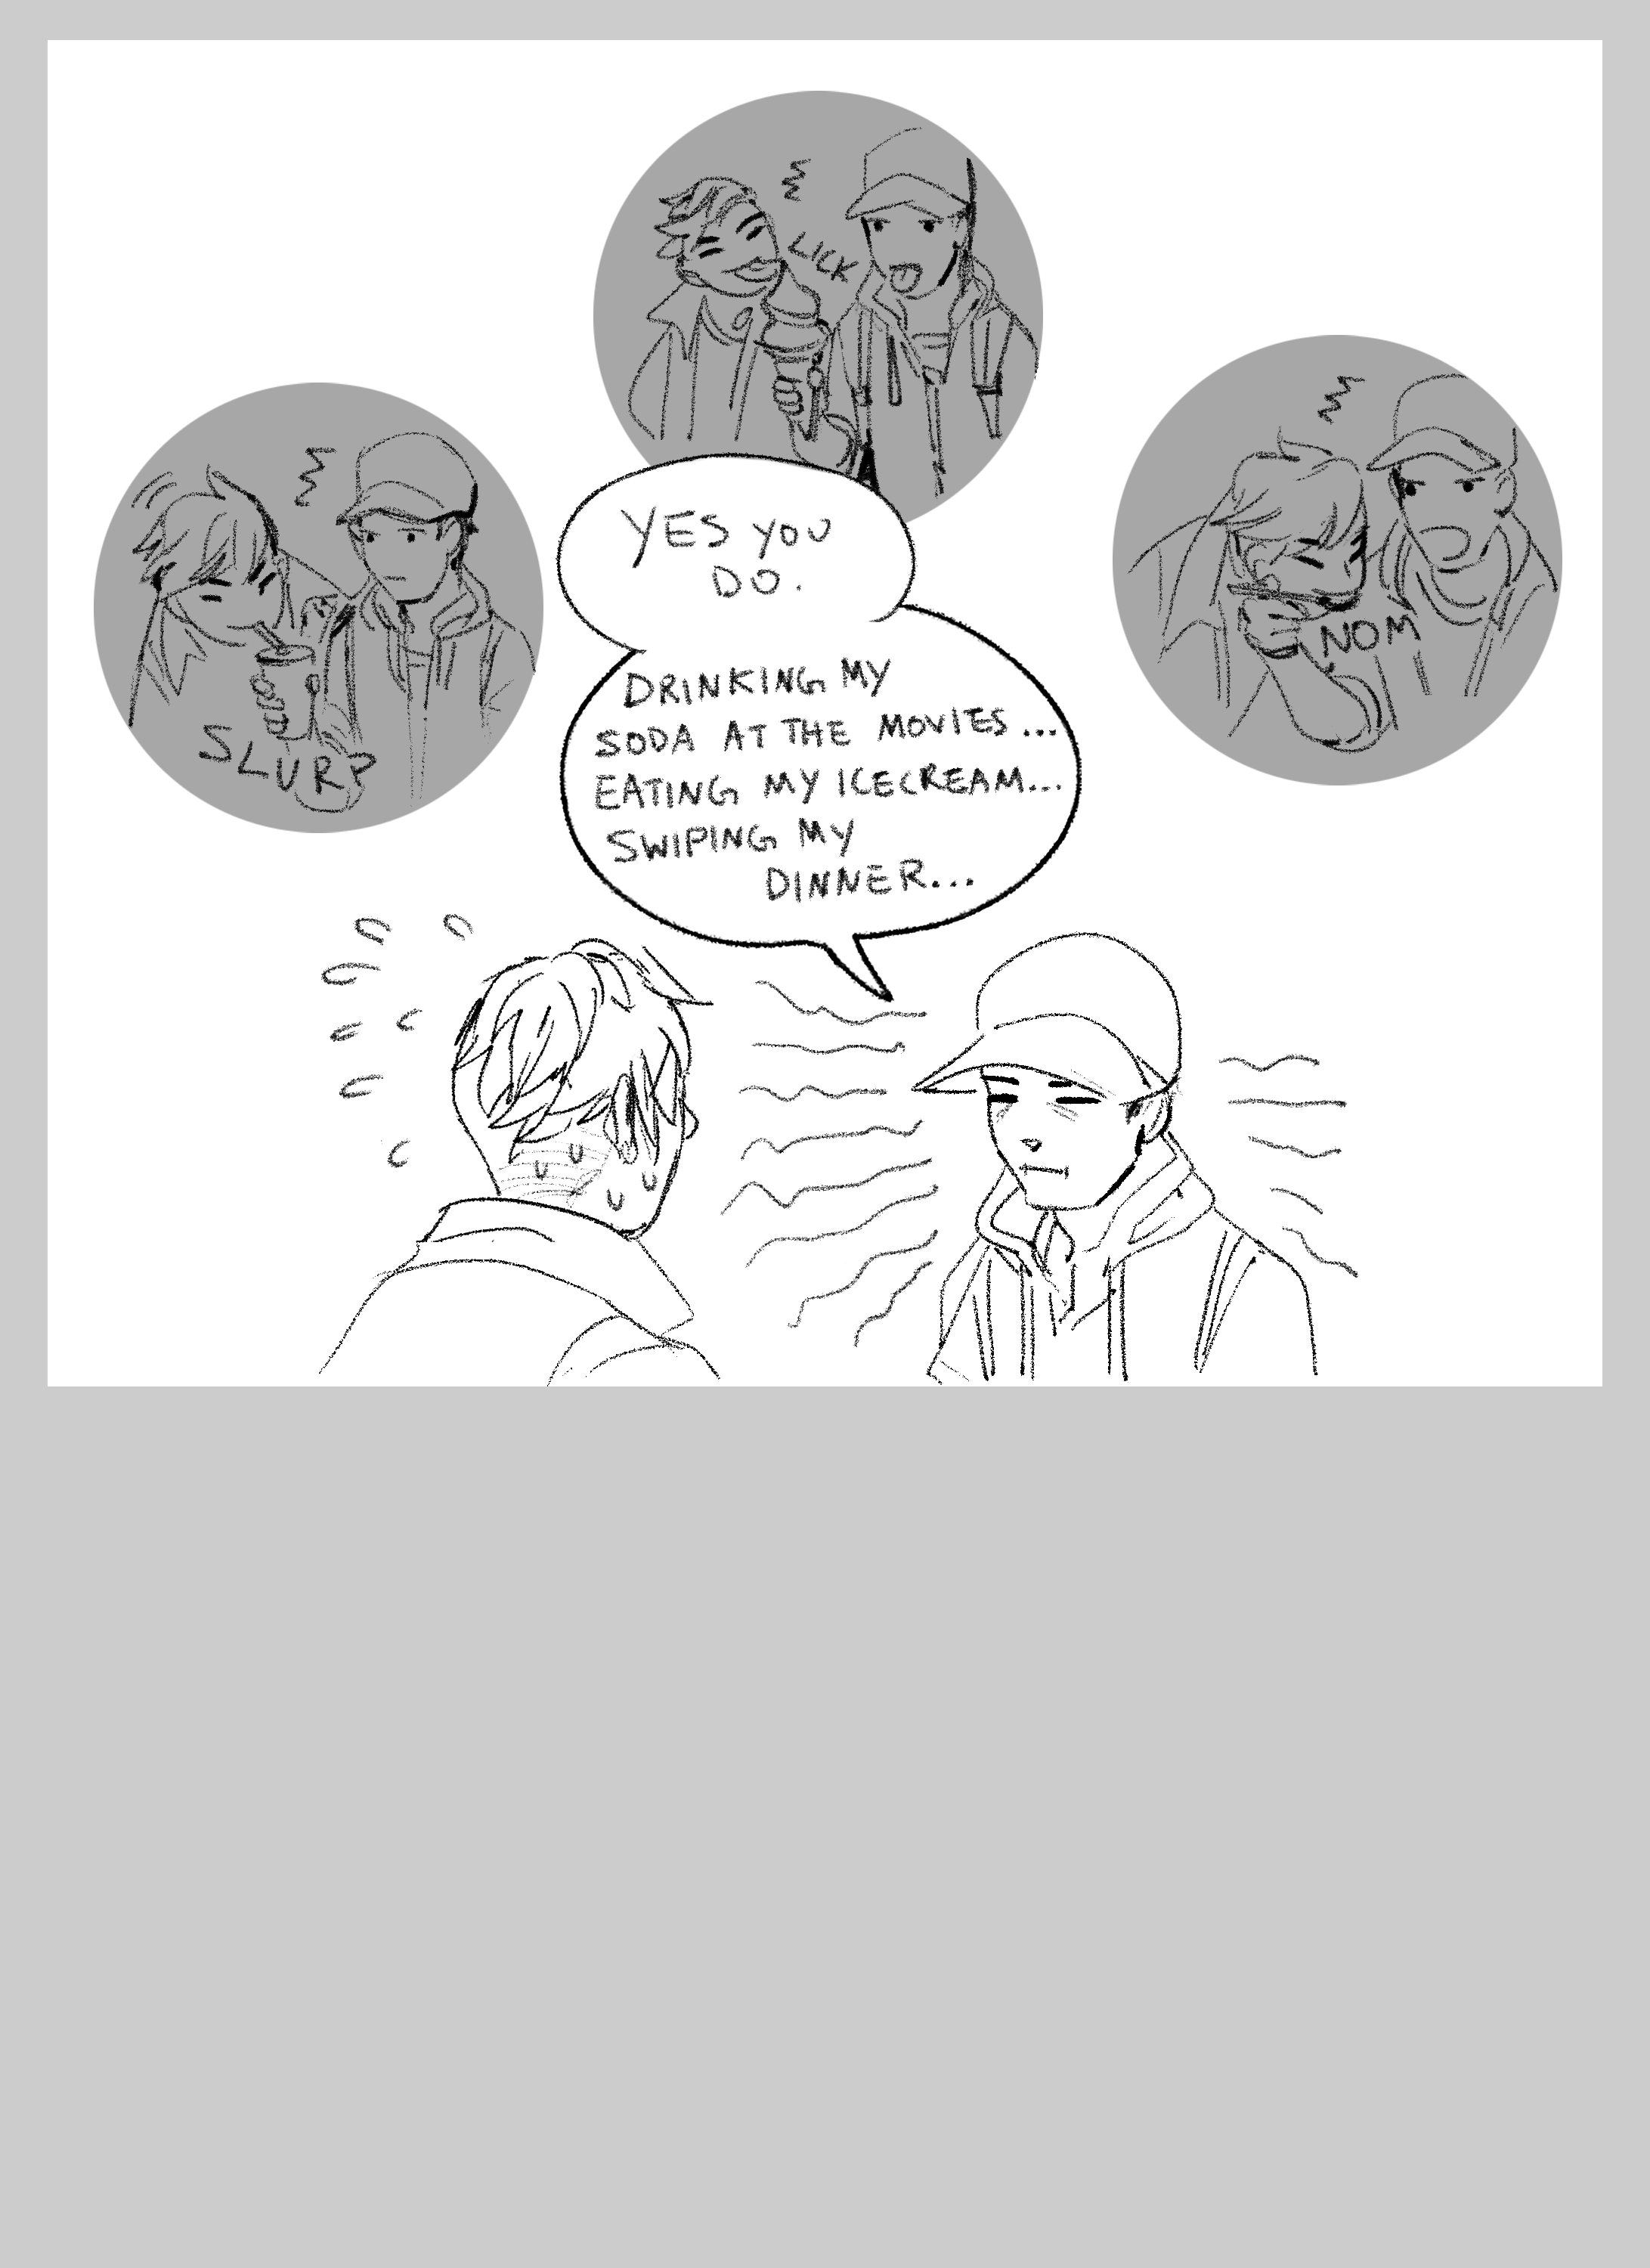 LICK
SLURP
NOM
YES YOU
DO.
DRINKING MY
SODA AT THE MOVIES...
EATING MY ICECREAM...
SWIPING MY
DINNER...